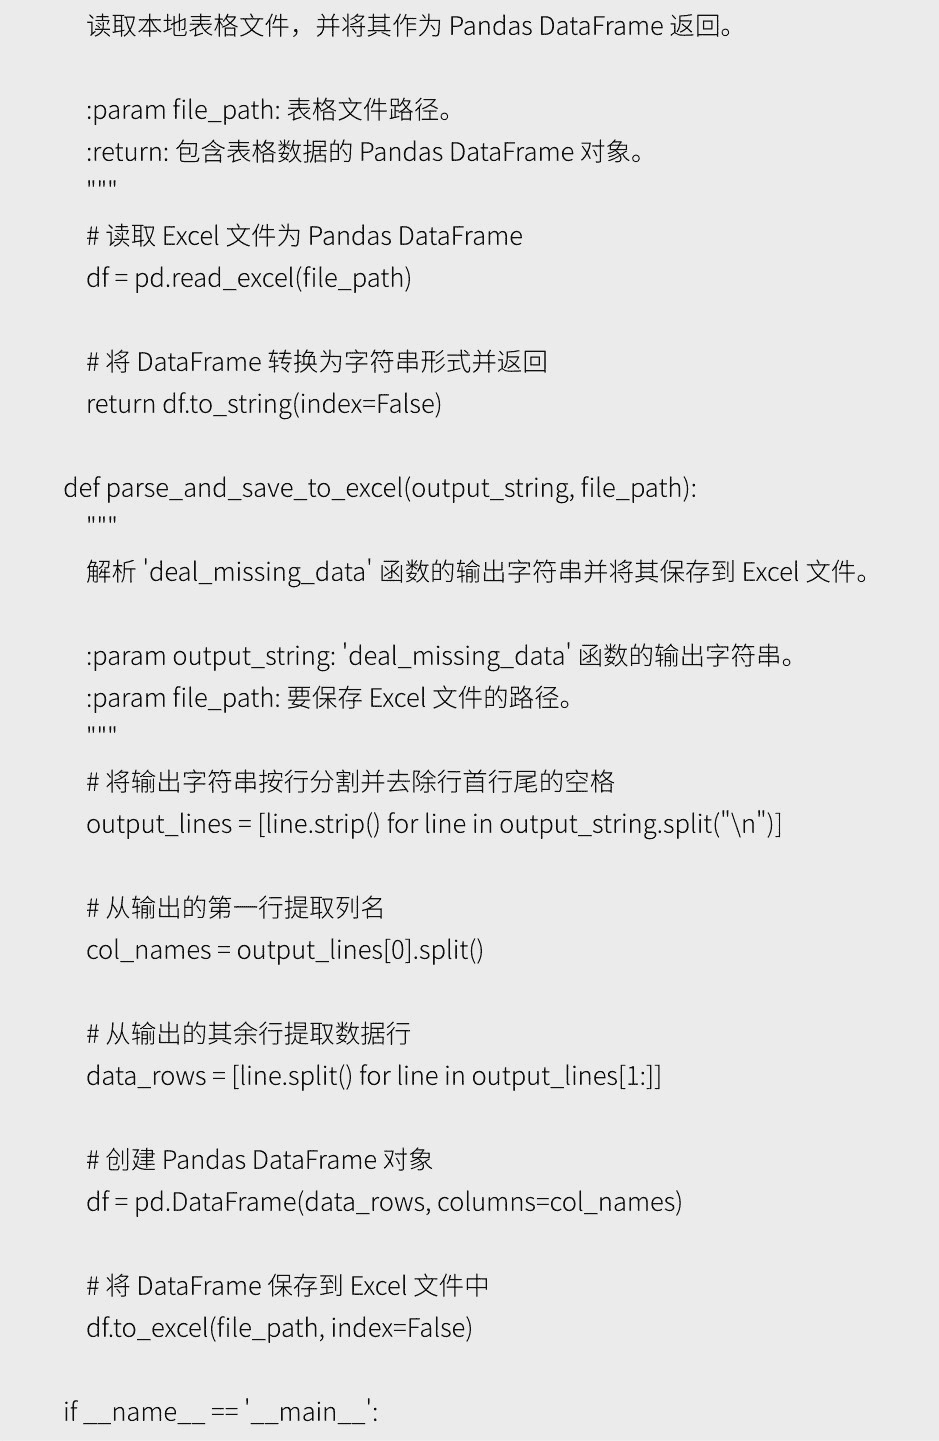 读取本地表格文件，并将其作为 Pandas DataFrame 返回。
:param file_path: 表格文件路径。
:return: 包含表格数据的 Pandas DataFrame 对象。
"""
# 读取 Excel 文件为 Pandas DataFrame
df = pd.read_excel(file_path)
# 将 DataFrame 转换为字符串形式并返回
return df.to_string(index=False)
def parse_and_save_to_excel(output_string, file_path):
"""
解析 'deal_missing_data' 函数的输出字符串并将其保存到 Excel 文件。
:param output_string: 'deal_missing_data' 函数的输出字符串。
:param file_path: 要保存 Excel 文件的路径。
"""
# 将输出字符串按行分割并去除行首行尾的空格
output_lines = [line.strip() for line in output_string.split("\n")]
# 从输出的第一行提取列名
col_names = output_lines[0].split()
# 从输出的其余行提取数据行
data_rows = [line.split() for line in output_lines[1:]]
# 创建 Pandas DataFrame 对象
df = pd.DataFrame(data_rows, columns=col_names)
# 将 DataFrame 保存到 Excel 文件中
df.to_excel(file_path, index=False)
if __name__ == '__main__':